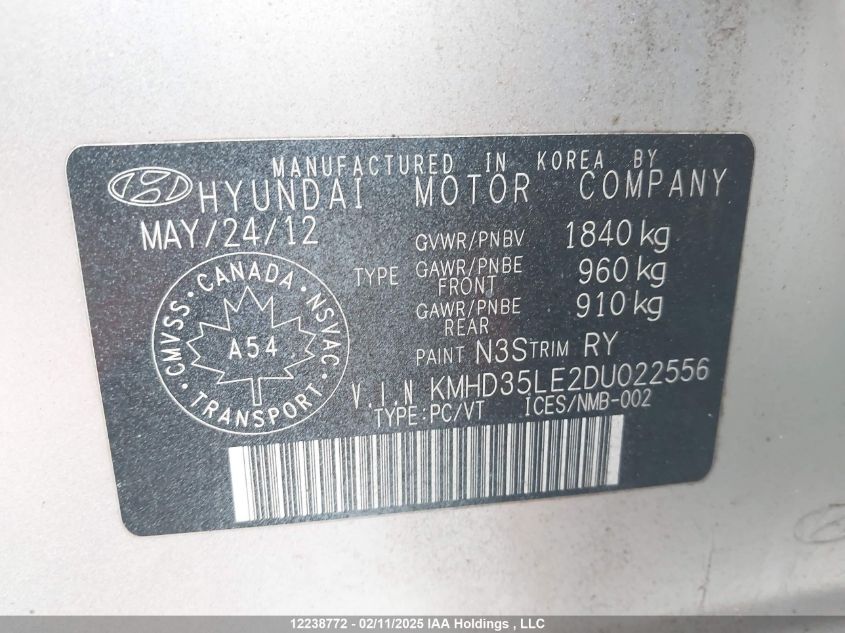 MANUFACTURED IN KOREA BY
HYUNDAI MOTOR COMPANY
MAY/24/12
GVWR/PNBV 1840 kg
TYPE GAWR/PNBE FRONT 960 kg
GAWR/PNBE REAR 910 kg
PAINT N3S TRIM RY
V.I.N KMHD35LE2DU022556
TYPE:PC/VT ICES/NMB-002
CANADA
CMVSS · NSVAC
A54
TRANSPORT
12238772 - 02/11/2025 IAA Holdings , LLC